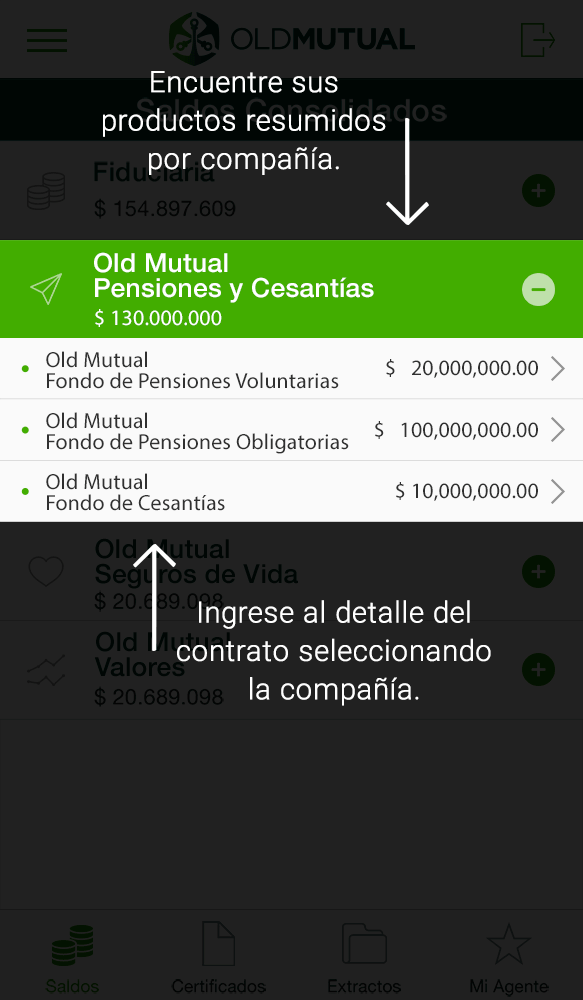 OLDMUTUAL
Saldos Consolidados
Encuentre sus
productos resumidos
por compañía.
Fiduciaria
$ 154.897.609
Old Mutual
Pensiones y Cesantías
$ 130.000.000
Old Mutual
Fondo de Pensiones Voluntarias
$ 20,000,000.00
Old Mutual
Fondo de Pensiones Obligatorias
$ 100,000,000.00
Old Mutual
Fondo de Cesantías
$ 10,000,000.00
Old Mutual
Seguros de Vida
$ 20.689.098
Ingrese al detalle del
contrato seleccionando
la compañía.
Old Mutual
Valores
$ 20.689.098
Saldos
Certificados
Extractos
Mi Agente